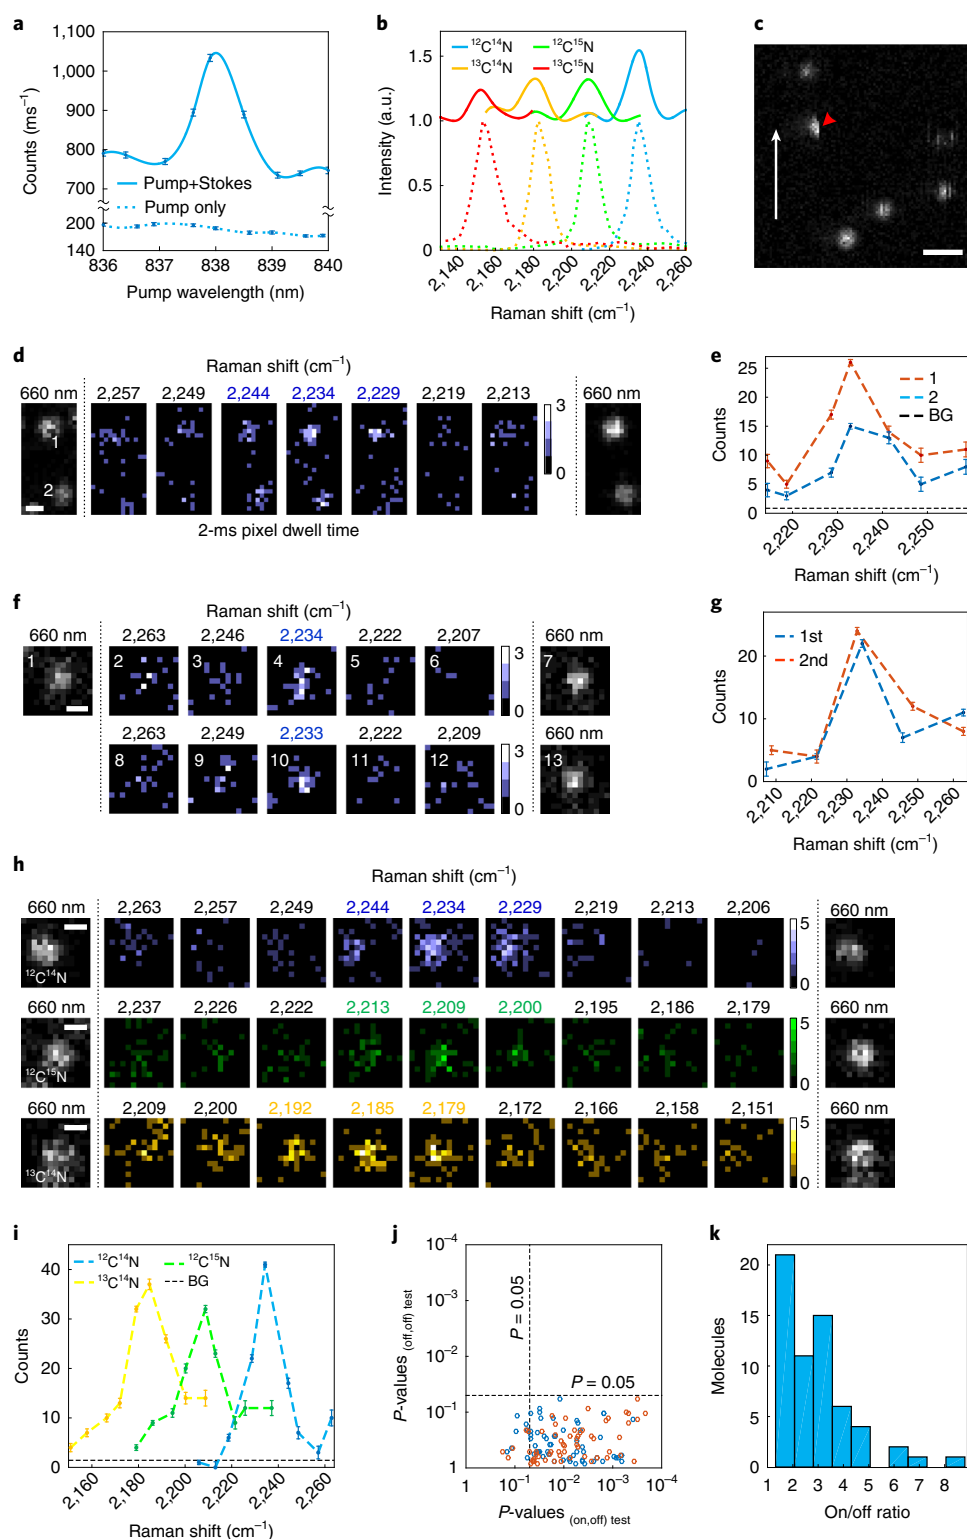 a
1,100
1,000
900
800
700
200
140
Counts (ms⁻¹)
Pump+Stokes
Pump only
836 837 838 839 840
Pump wavelength (nm)
b
¹²C¹⁴N ¹²C¹⁵N
¹³C¹⁴N ¹³C¹⁵N
1.5
1.0
0.5
0
Intensity (a.u.)
2,140 2,160 2,180 2,200 2,220 2,240 2,260
Raman shift (cm⁻¹)
c
d
Raman shift (cm⁻¹)
660 nm 2,257 2,249 2,244 2,234 2,229 2,219 2,213 660 nm
1
2
3
0
2-ms pixel dwell time
e
25
20
15
10
5
0
Counts
1
2
BG
2,220 2,230 2,240 2,250
Raman shift (cm⁻¹)
f
Raman shift (cm⁻¹)
660 nm 2,263 2,246 2,234 2,222 2,207 660 nm
1 2 3 4 5 6 7
3
0
2,263 2,249 2,233 2,222 2,209 660 nm
8 9 10 11 12 13
3
0
g
20
10
0
Counts
1st
2nd
2,210 2,220 2,230 2,240 2,250 2,260
Raman shift (cm⁻¹)
h
Raman shift (cm⁻¹)
660 nm 2,263 2,257 2,249 2,244 2,234 2,229 2,219 2,213 2,206 660 nm
¹²C¹⁴N
5
0
660 nm 2,237 2,226 2,222 2,213 2,209 2,200 2,195 2,186 2,179 660 nm
¹²C¹⁵N
5
0
660 nm 2,209 2,200 2,192 2,185 2,179 2,172 2,166 2,158 2,151 660 nm
¹³C¹⁴N
5
0
i
¹²C¹⁴N ¹²C¹⁵N
¹³C¹⁴N BG
40
30
20
10
0
Counts
2,160 2,180 2,200 2,220 2,240 2,260
Raman shift (cm⁻¹)
j
10⁻⁴
10⁻³
10⁻²
10⁻¹
1
P-values (off,off) test
P = 0.05
P = 0.05
1 10⁻¹ 10⁻² 10⁻³ 10⁻⁴
P-values (on,off) test
k
20
15
10
5
0
Molecules
1 2 3 4 5 6 7 8
On/off ratio